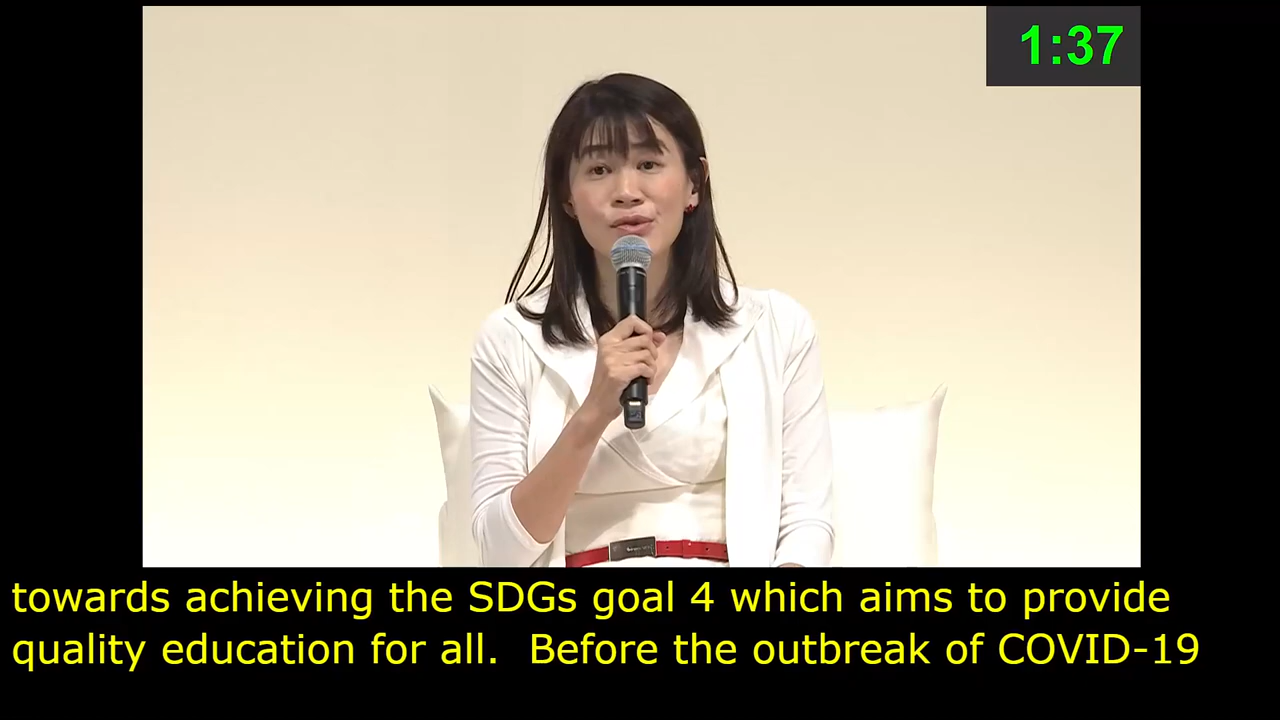 1:37
towards achieving the SDGs goal 4 which aims to provide
quality education for all.  Before the outbreak of COVID-19